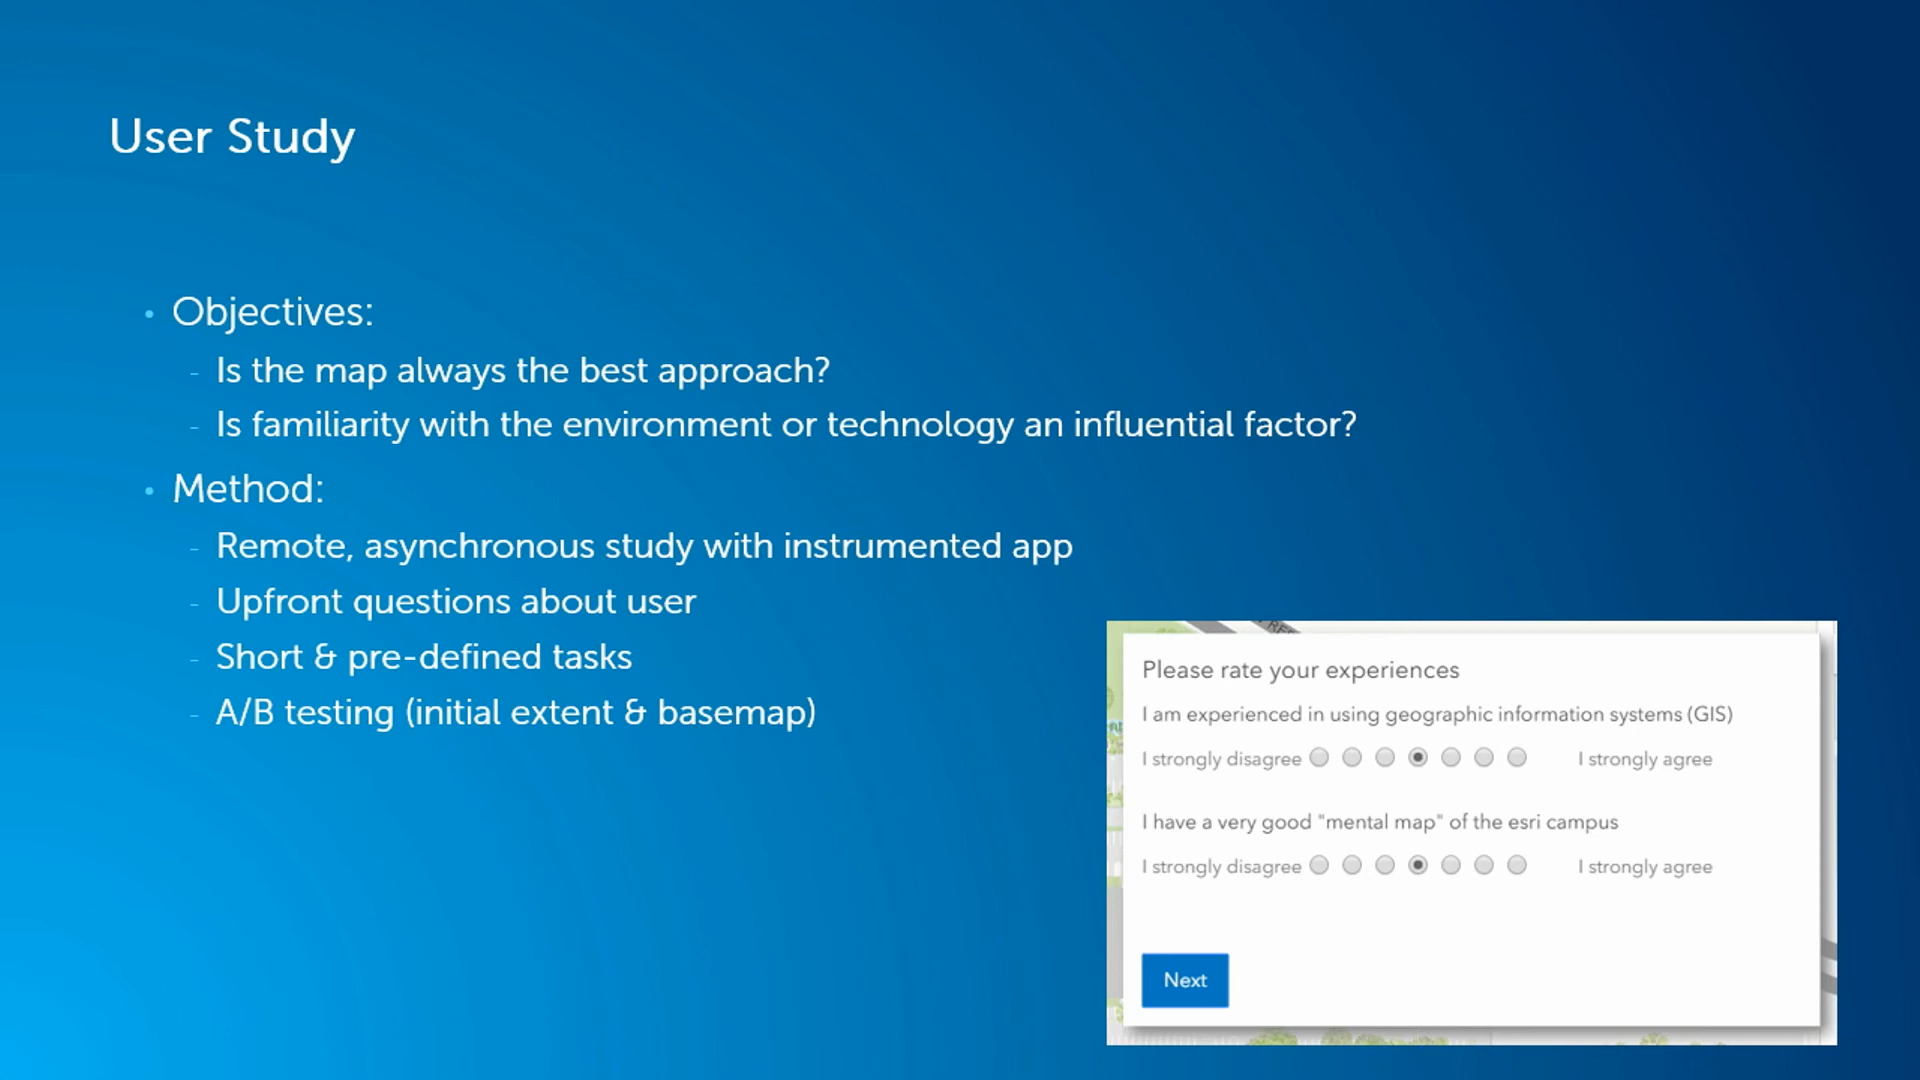 User Study
• Objectives:
- Is the map always the best approach?
- Is familiarity with the environment or technology an influential factor?
• Method:
- Remote, asynchronous study with instrumented app
- Upfront questions about user
- Short & pre-defined tasks
- A/B testing (initial extent & basemap)
Please rate your experiences
I am experienced in using geographic information systems (GIS)
I strongly disagree I strongly agree
I have a very good "mental map" of the esri campus
I strongly disagree I strongly agree
Next